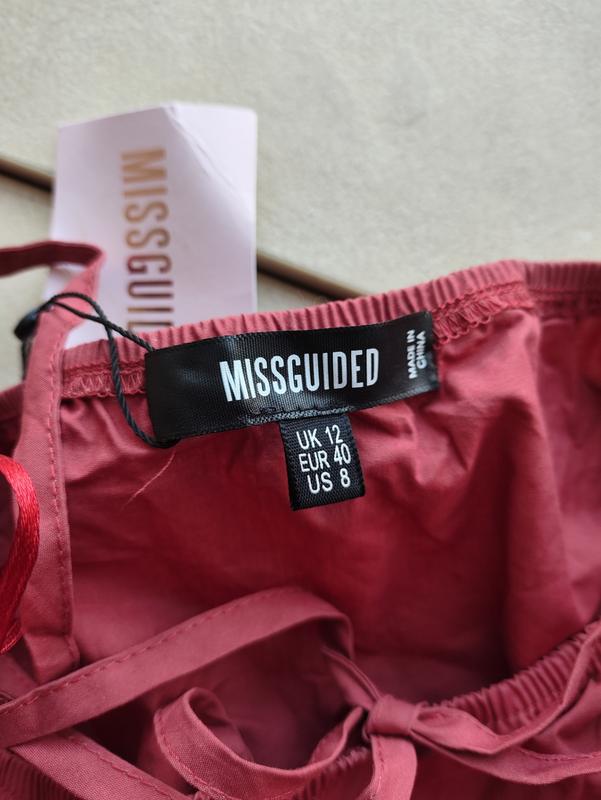 MISSGUID
MISSGUIDED
MADE IN
CHINA
UK 12
EUR 40
US 8